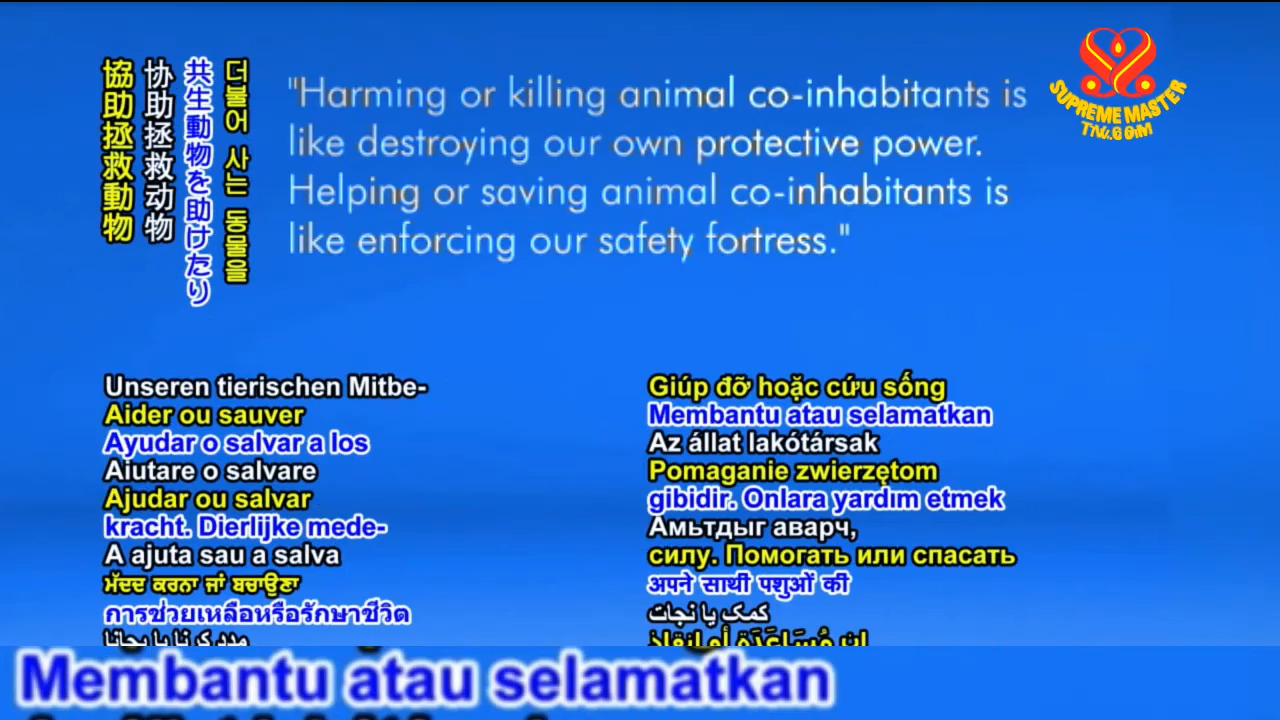 協助拯救動物
协助拯救动物
共生動物を助けたり
더불어 사는 동물을
"Harming or killing animal co-inhabitants is
like destroying our own protective power.
Helping or saving animal co-inhabitants is
like enforcing our safety fortress."
SUPREME MASTER
TV.COM
Unseren tierischen Mitbe-
Aider ou sauver
Ayudar o salvar a los
Aiutare o salvare
Ajudar ou salvar
kracht. Dierlijke mede-
A ajuta sau a salva
ਮੱਦਦ ਕਰਨਾ ਜਾਂ ਬਚਾਉਣਾ
การช่วยเหลือหรือรักษาชีวิต
Giúp đỡ hoặc cứu sống
Membantu atau selamatkan
Az állat lakótársak
Pomaganie zwierzętom
gibidir. Onlara yardım etmek
Амьтдыг аварч,
силу. Помогать или спасать
अपने साथी पशुओं की
کمک یا نجات
Membantu atau selamatkan